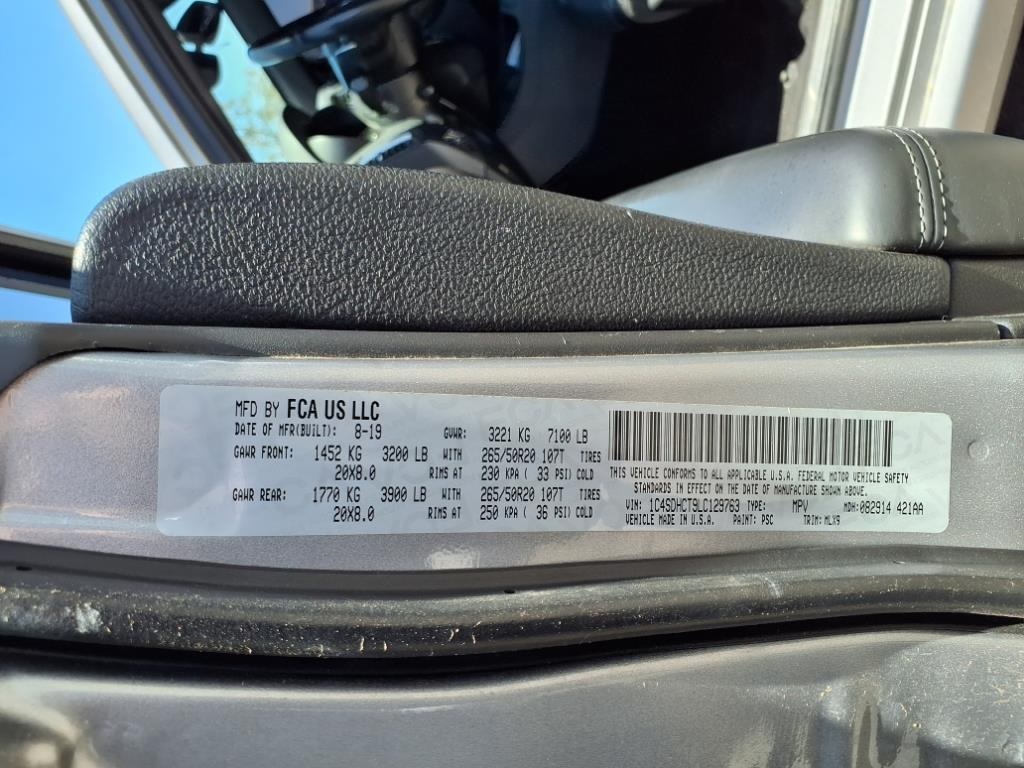 MFD BY FCA US LLC
DATE OF MFR(BUILT): 8-19 GVWR: 3221 KG 7100 LB
GAWR FRONT: 1452 KG 3200 LB WITH 265/50R20 107T TIRES
20X8.0 RIMS AT 230 KPA ( 33 PSI) COLD
GAWR REAR: 1770 KG 3900 LB WITH 265/50R20 107T TIRES
20X8.0 RIMS AT 250 KPA ( 36 PSI) COLD
THIS VEHICLE CONFORMS TO ALL APPLICABLE U.S.A. FEDERAL MOTOR VEHICLE SAFETY
STANDARDS IN EFFECT ON THE DATE OF MANUFACTURE SHOWN ABOVE.
VIN: 1C4SDHCT9LC129763 TYPE: MPV MDH: 082914 421AA
VEHICLE MADE IN U.S.A. PAINT: PSC TRIM: MLX9